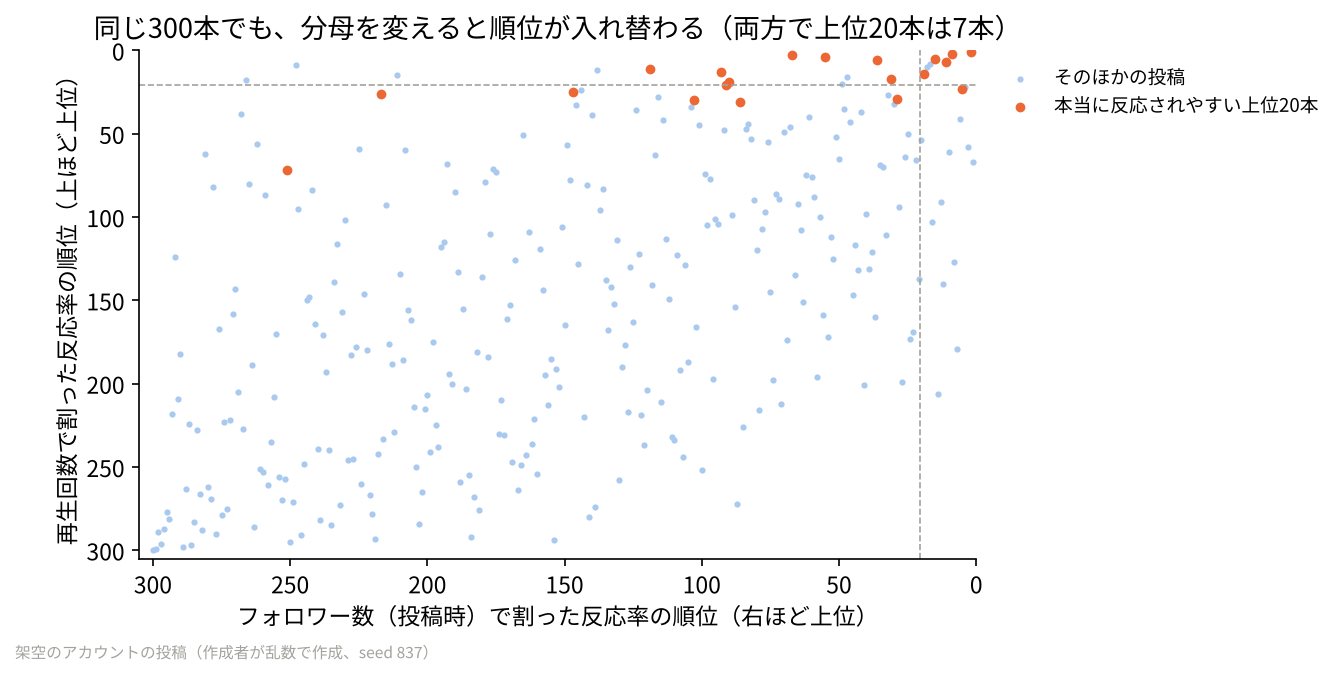 同じ300本でも、分母を変えると順位が入れ替わる（両方で上位20本は7本）
そのほかの投稿
本当に反応されやすい上位20本
再生回数で割った反応率の順位（上ほど上位）
0
50
100
150
200
250
300
300
250
200
150
100
50
0
フォロワー数（投稿時）で割った反応率の順位（右ほど上位）
架空のアカウントの投稿（作成者が乱数で作成、seed 837）